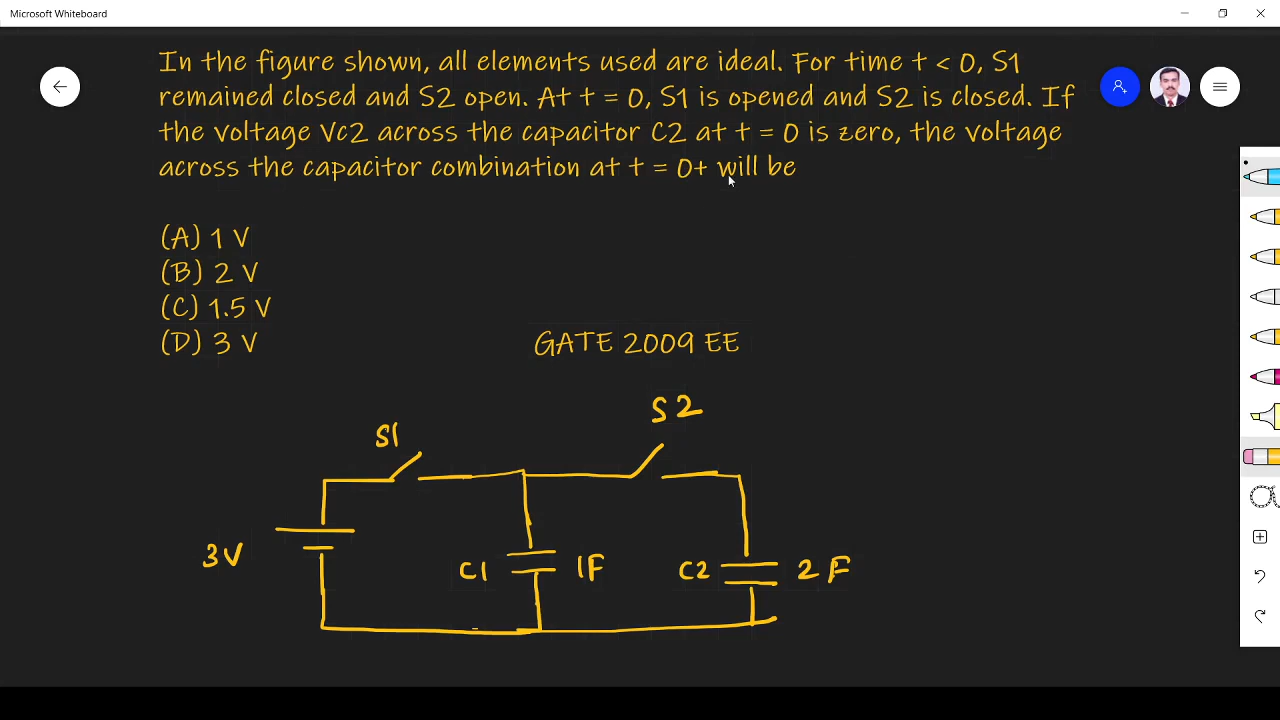 Microsoft Whiteboard
In the figure shown, all elements used are ideal. For time t < 0, S1
remained closed and S2 open. At t = 0, S1 is opened and S2 is closed. If
the voltage Vc2 across the capacitor C2 at t = 0 is zero, the voltage
across the capacitor combination at t = 0+ will be
(A) 1 V
(B) 2 V
(C) 1.5 V
(D) 3 V
GATE 2009 EE
S2
S1
3V
C1
1F
C2
2F